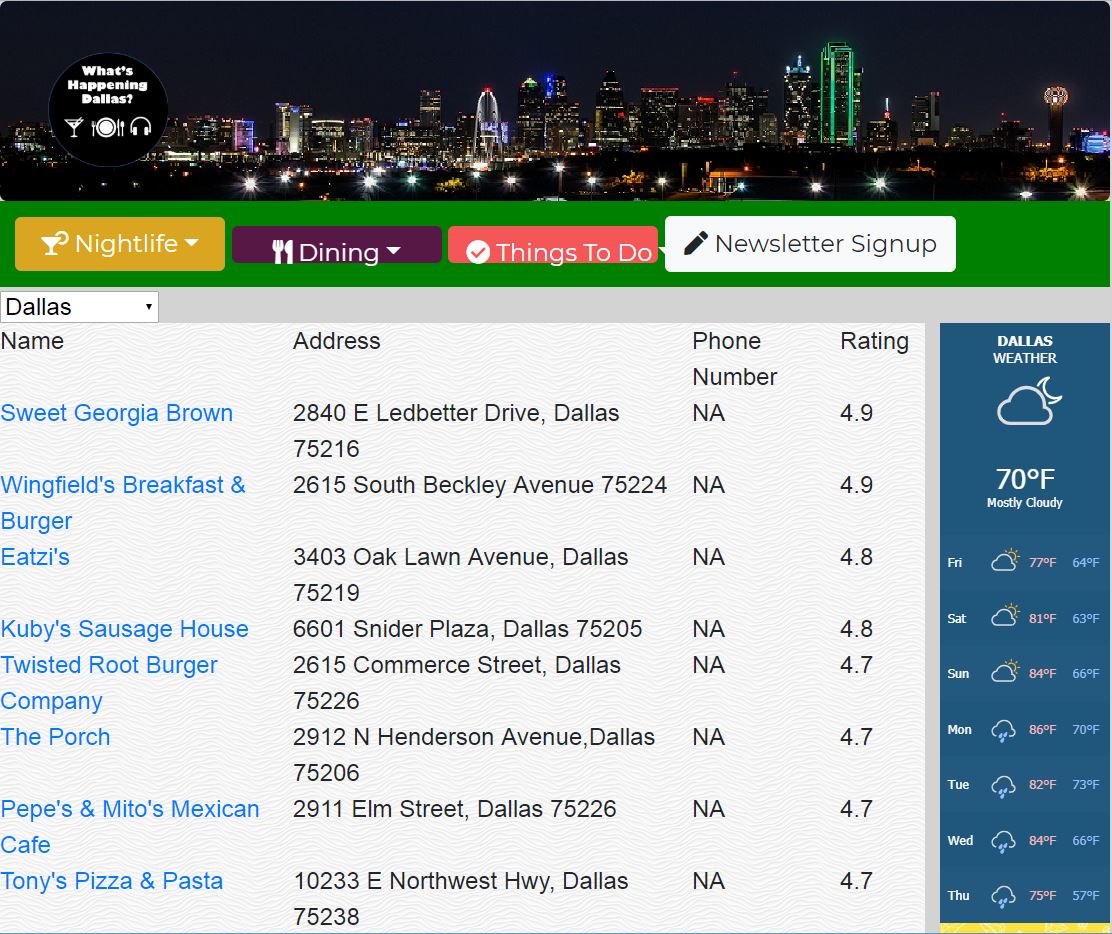 What's
Happening
Dallas?
Nightlife
Dining
Things To Do
Newsletter Signup
Dallas
Name Address Phone Rating
Number
Sweet Georgia Brown 2840 E Ledbetter Drive, Dallas NA 4.9
75216
Wingfield's Breakfast & 2615 South Beckley Avenue 75224 NA 4.9
Burger
Eatzi's 3403 Oak Lawn Avenue, Dallas NA 4.8
75219
Kuby's Sausage House 6601 Snider Plaza, Dallas 75205 NA 4.8
Twisted Root Burger 2615 Commerce Street, Dallas NA 4.7
Company 75226
The Porch 2912 N Henderson Avenue,Dallas NA 4.7
75206
Pepe's & Mito's Mexican 2911 Elm Street, Dallas 75226 NA 4.7
Cafe
Tony's Pizza & Pasta 10233 E Northwest Hwy, Dallas NA 4.7
75238
DALLAS
WEATHER
70°F
Mostly Cloudy
Fri 77°F 64°F
Sat 81°F 63°F
Sun 84°F 66°F
Mon 86°F 70°F
Tue 82°F 73°F
Wed 84°F 66°F
Thu 75°F 57°F